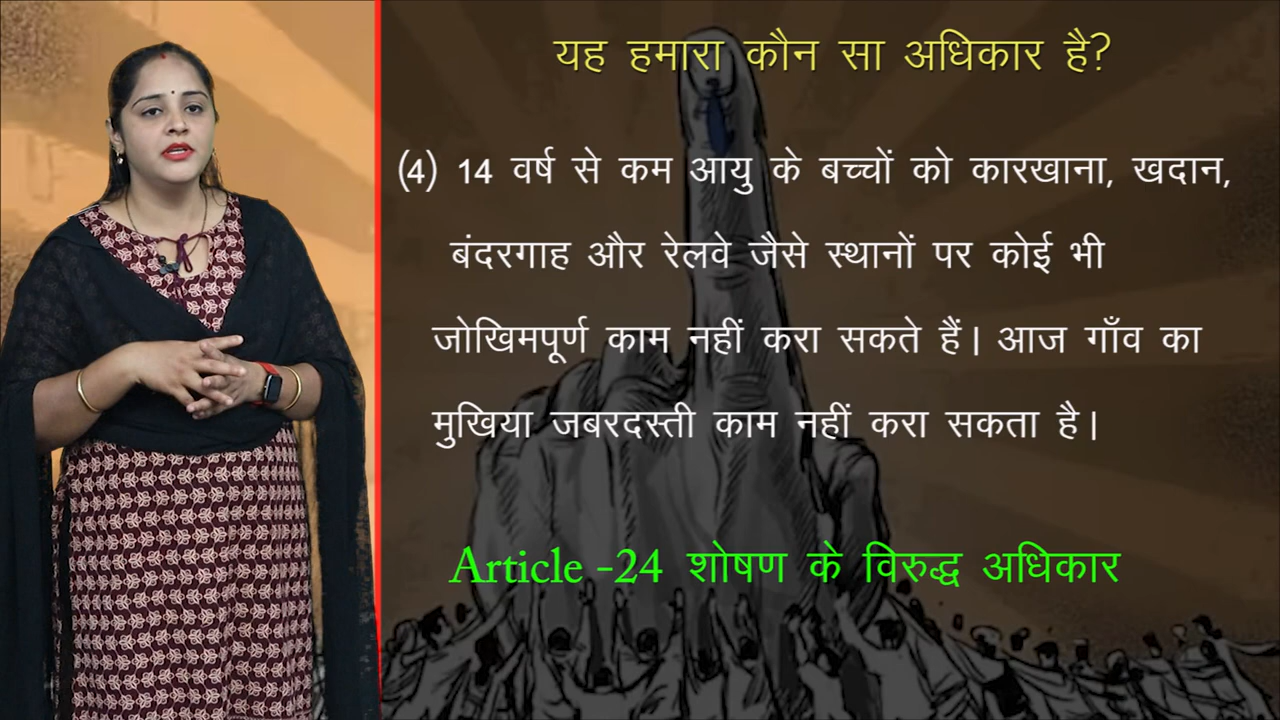 यह हमारा कौन सा अधिकार है?
(4) 14 वर्ष से कम आयु के बच्चों को कारखाना, खदान,
बंदरगाह और रेलवे जैसे स्थानों पर कोई भी
जोखिमपूर्ण काम नहीं करा सकते हैं। आज गाँव का
मुखिया जबरदस्ती काम नहीं करा सकता है।
Article -24 शोषण के विरुद्ध अधिकार